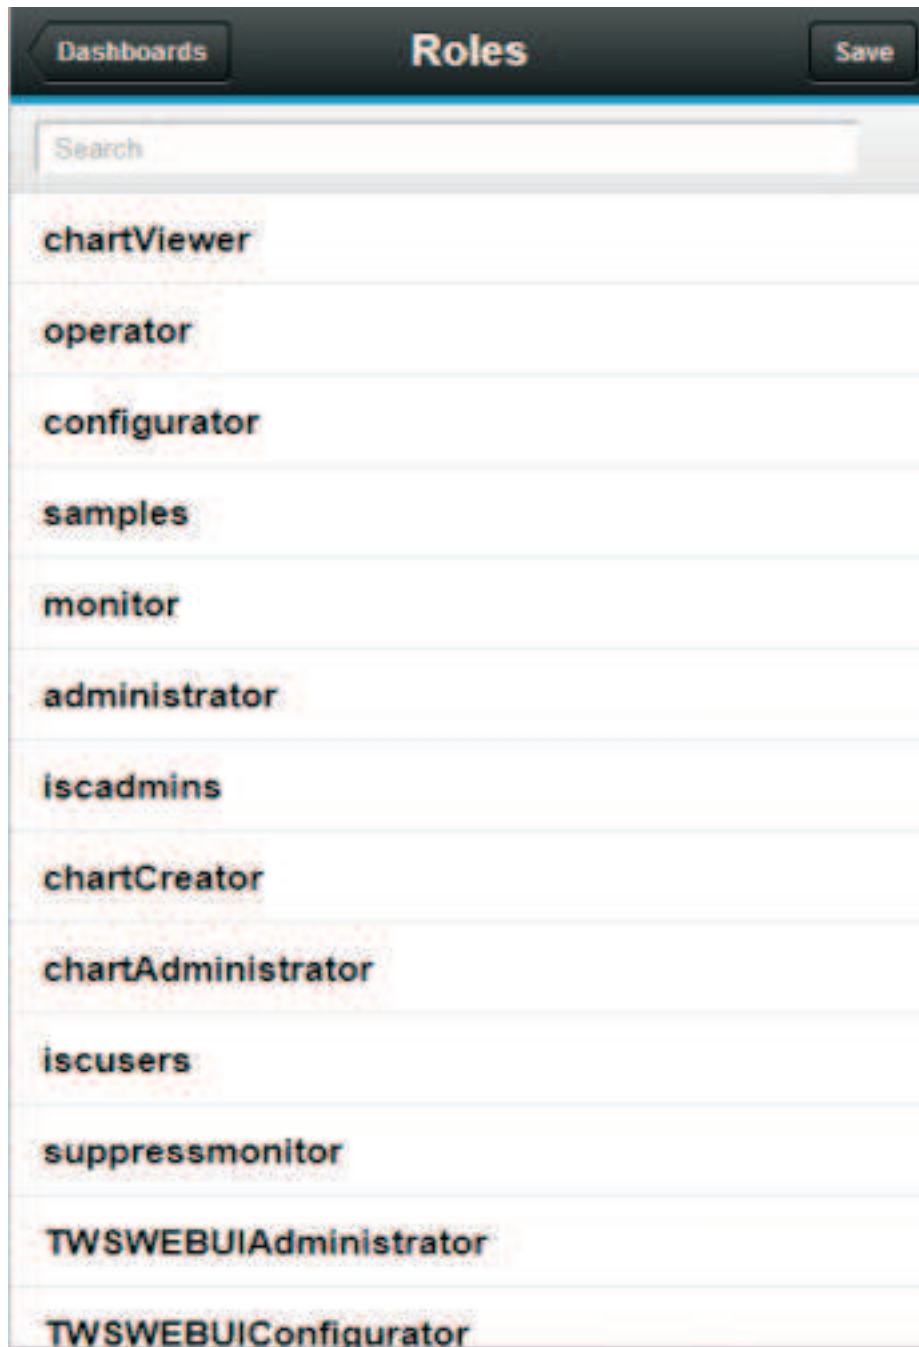 Dashboards Roles Save
Search
chartViewer
operator
configurator
samples
monitor
administrator
iscadmins
chartCreator
chartAdministrator
iscusers
suppressmonitor
TWSWEBUIAdministrator
TWSWEBUIConfigurator